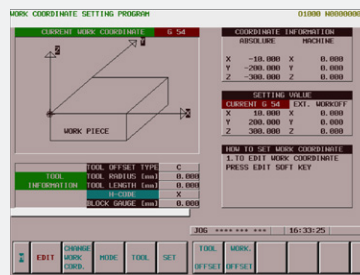 WORK COORDINATE SETTING PROGRAM O1000 N0000000
CURRENT WORK COORDINATE G 54
WORK PIECE
COORDINATE INFORMATION
ABSOLURE MACHINE
X -10.000 X 0.000
Y -200.000 Y 0.000
Z -300.000 Z 0.000
SETTING VALUE
CURRENT G 54 EXT. WORKOFF
X 10.000 X 0.000
Y 200.000 Y 0.000
Z 300.000 Z 0.000
HOW TO SET WORK COORDINATE
1.TO EDIT WORK COORDINATE
PRESS EDIT SOFT KEY
TOOL INFORMATION
TOOL OFFSET TYPE C
TOOL RADIUS [mm] 0.000
TOOL LENGTH [mm] 0.000
H-CODE X
BLOCK GAUGE [mm] 0.000
JOG **** *** *** 16:33:25
EDIT
CHANGE WORK CORD.
MODE
TOOL
SET
TOOL OFFSET
WORK. OFFSET